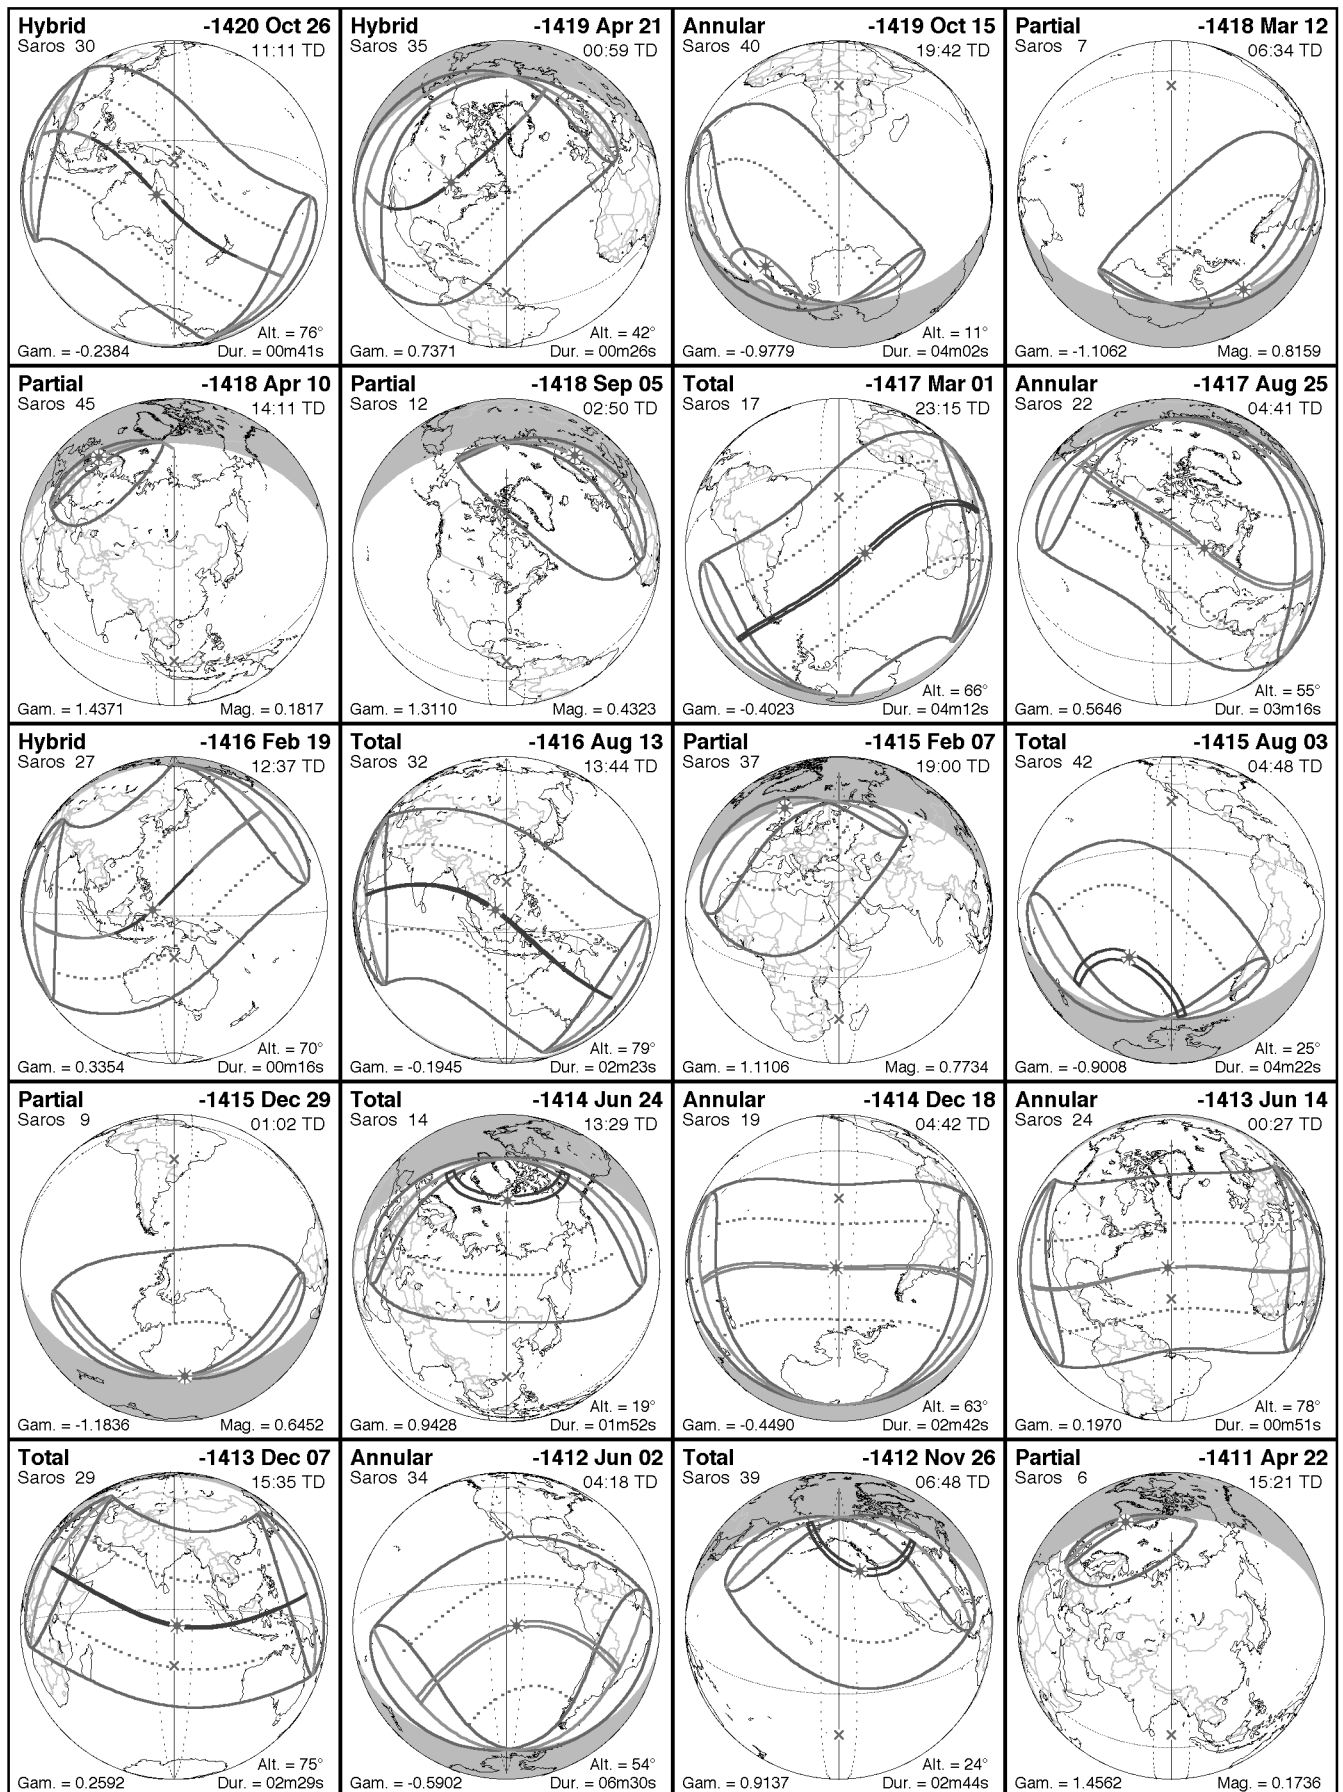 Hybrid -1420 Oct 26
Saros 30 11:11 TD
Alt. = 76°
Gam. = -0.2384 Dur. = 00m41s
Hybrid -1419 Apr 21
Saros 35 00:59 TD
Alt. = 42°
Gam. = 0.7371 Dur. = 00m26s
Annular -1419 Oct 15
Saros 40 19:42 TD
Alt. = 11°
Gam. = -0.9779 Dur. = 04m02s
Partial -1418 Mar 12
Saros 7 06:34 TD
Gam. = -1.1062 Mag. = 0.8159
Partial -1418 Apr 10
Saros 45 14:11 TD
Gam. = 1.4371 Mag. = 0.1817
Partial -1418 Sep 05
Saros 12 02:50 TD
Gam. = 1.3110 Mag. = 0.4323
Total -1417 Mar 01
Saros 17 23:15 TD
Alt. = 66°
Gam. = -0.4023 Dur. = 04m12s
Annular -1417 Aug 25
Saros 22 04:41 TD
Alt. = 55°
Gam. = 0.5646 Dur. = 03m16s
Hybrid -1416 Feb 19
Saros 27 12:37 TD
Alt. = 70°
Gam. = 0.3354 Dur. = 00m16s
Total -1416 Aug 13
Saros 32 13:44 TD
Alt. = 79°
Gam. = -0.1945 Dur. = 02m23s
Partial -1415 Feb 07
Saros 37 19:00 TD
Gam. = 1.1106 Mag. = 0.7734
Total -1415 Aug 03
Saros 42 04:48 TD
Alt. = 25°
Gam. = -0.9008 Dur. = 04m22s
Partial -1415 Dec 29
Saros 9 01:02 TD
Gam. = -1.1836 Mag. = 0.6452
Total -1414 Jun 24
Saros 14 13:29 TD
Alt. = 19°
Gam. = 0.9428 Dur. = 01m52s
Annular -1414 Dec 18
Saros 19 04:42 TD
Alt. = 63°
Gam. = -0.4490 Dur. = 02m42s
Annular -1413 Jun 14
Saros 24 00:27 TD
Alt. = 78°
Gam. = 0.1970 Dur. = 00m51s
Total -1413 Dec 07
Saros 29 15:35 TD
Alt. = 75°
Gam. = 0.2592 Dur. = 02m29s
Annular -1412 Jun 02
Saros 34 04:18 TD
Alt. = 54°
Gam. = -0.5902 Dur. = 06m30s
Total -1412 Nov 26
Saros 39 06:48 TD
Alt. = 24°
Gam. = 0.9137 Dur. = 02m44s
Partial -1411 Apr 22
Saros 6 15:21 TD
Gam. = 1.4562 Mag. = 0.1736